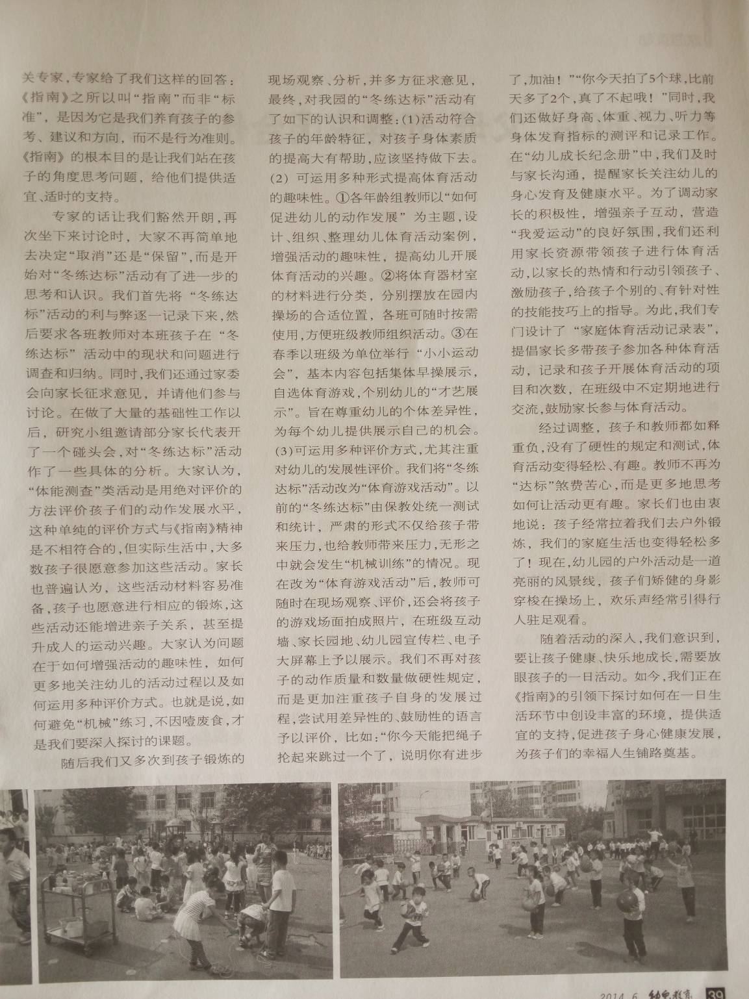 关专家,专家给了我们这样的回答:
《指南》之所以叫“指南”而非“标
准”，是因为它是我们养育孩子的参
考、建议和方向，而不是行为准则。
《指南》的根本目的是让我们站在孩
子的角度思考问题，给他们提供适
宜、适时的支持。
专家的话让我们豁然开朗,再
次坐下来讨论时，大家不再简单地
去决定“取消”还是“保留”,而是开
始对“冬练达标”活动有了进一步的
思考和认识。我们首先将“冬练达
标”活动的利与弊逐一记录下来,然
后要求各班教师对本班孩子在“冬
练达标”活动中的现状和问题进行
调查和归纳。同时,我们还通过家委
会向家长征求意见，并请他们参与
讨论。在做了大量的基础性工作以
后，研究小组邀请部分家长代表开
了一个碰头会,对“冬练达标”活动
作了一些具体的分析。大家认为,
“体能测查”类活动是用绝对评价的
方法评价孩子们的动作发展水平,
这种单纯的评价方式与《指南》精神
是不相符合的,但实际生活中,大多
数孩子很愿意参加这些活动。家长
也普遍认为，这些活动材料容易准
备,孩子也愿意进行相应的锻炼,这
些活动还能增进亲子关系，甚至提
升成人的运动兴趣。大家认为问题
在于如何增强活动的趣味性，如何
更多地关注幼儿的活动过程以及如
何运用多种评价方式。也就是说,如
何避免“机械”练习,不因噎废食,才
是我们要深入探讨的课题。
随后我们又多次到孩子锻炼的
现场观察、分析,并多方征求意见,
最终,对我园的“冬练达标”活动有
了如下的认识和调整:(1)活动符合
孩子的年龄特征，对孩子身体素质
的提高大有帮助,应该坚持做下去。
(2) 可运用多种形式提高体育活动
的趣味性。①各年龄组教师以“如何
促进幼儿的动作发展”为主题,设
计、组织、整理幼儿体育活动案例,
增强活动的趣味性，提高幼儿开展
体育活动的兴趣。②将体育器材室
的材料进行分类，分别摆放在园内
操场的合适位置，各班可随时按需
使用,方便班级教师组织活动。③在
春季以班级为单位举行“小小运动
会”，基本内容包括集体早操展示,
自选体育游戏,个别幼儿的“才艺展
示”。旨在尊重幼儿的个体差异性,
为每个幼儿提供展示自己的机会。
(3)可运用多种评价方式,尤其注重
对幼儿的发展性评价。我们将“冬练
达标”活动改为“体育游戏活动”。以
前的“冬练达标”由保教处统一测试
和统计，严肃的形式不仅给孩子带
来压力,也给教师带来压力,无形之
中就会发生“机械训练”的情况。现
在改为“体育游戏活动”后,教师可
随时在现场观察、评价,还会将孩子
的游戏场面拍成照片，在班级互动
墙、家长园地、幼儿园宣传栏、电子
大屏幕上予以展示。我们不再对孩
子的动作质量和数量做硬性规定,
而是更加注重孩子自身的发展过
程,尝试用差异性的、鼓励性的语言
予以评价，比如:“你今天能把绳子
抡起来跳过一个了，说明你有进步
了,加油！”“你今天拍了5个球,比前
天多了2个,真了不起哦！”同时,我
们还做好身高、体重、视力、听力等
身体发育指标的测评和记录工作。
在“幼儿成长纪念册”中,我们及时
与家长沟通，提醒家长关注幼儿的
身心发育及健康水平。为了调动家
长的积极性，增强亲子互动，营造
“我爱运动”的良好氛围,我们还利
用家长资源带领孩子进行体育活
动,以家长的热情和行动引领孩子、
激励孩子,给孩子个别的、有针对性
的技能技巧上的指导。为此,我们专
门设计了“家庭体育活动记录表”,
提倡家长多带孩子参加各种体育活
动，记录和孩子开展体育活动的项
目和次数，在班级中不定期地进行
交流,鼓励家长参与体育活动。
经过调整，孩子和教师都如释
重负,没有了硬性的规定和测试,体
育活动变得轻松、有趣。教师不再为
“达标”煞费苦心,而是更多地思考
如何让活动更有趣。家长们也由衷
地说：孩子经常拉着我们去户外锻
炼，我们的家庭生活也变得轻松多
了！现在,幼儿园的户外活动是一道
亮丽的风景线，孩子们矫健的身影
穿梭在操场上，欢乐声经常引得行
人驻足观看。
随着活动的深入,我们意识到,
要让孩子健康、快乐地成长,需要放
眼孩子的一日活动。如今,我们正在
《指南》的引领下探讨如何在一日生
活环节中创设丰富的环境，提供适
宜的支持,促进孩子身心健康发展,
为孩子们的幸福人生铺路奠基。
2014.6 幼儿教育 39